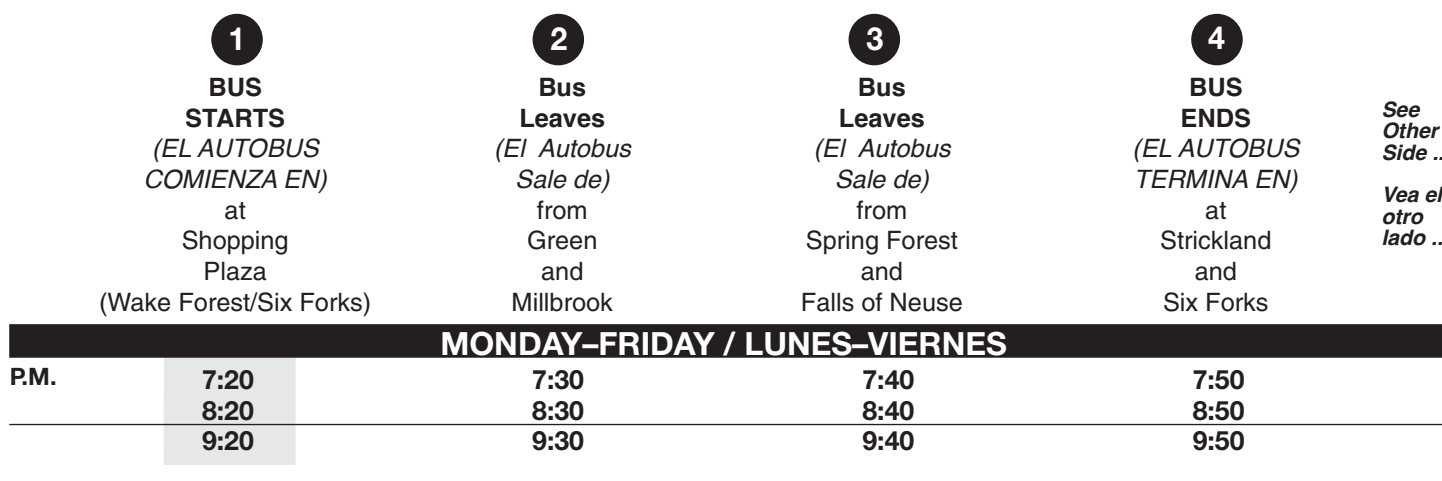 1 2 3 4
BUS Bus Bus BUS
STARTS Leaves Leaves ENDS
(EL AUTOBUS (El Autobus (El Autobus (EL AUTOBUS
COMIENZA EN) Sale de) Sale de) TERMINA EN)
at from from at
Shopping Green Spring Forest Strickland
Plaza and and and
(Wake Forest/Six Forks) Millbrook Falls of Neuse Six Forks
See
Other
Side ..
Vea el
otro
lado ..
MONDAY–FRIDAY / LUNES–VIERNES
P.M. 7:20 7:30 7:40 7:50
8:20 8:30 8:40 8:50
9:20 9:30 9:40 9:50